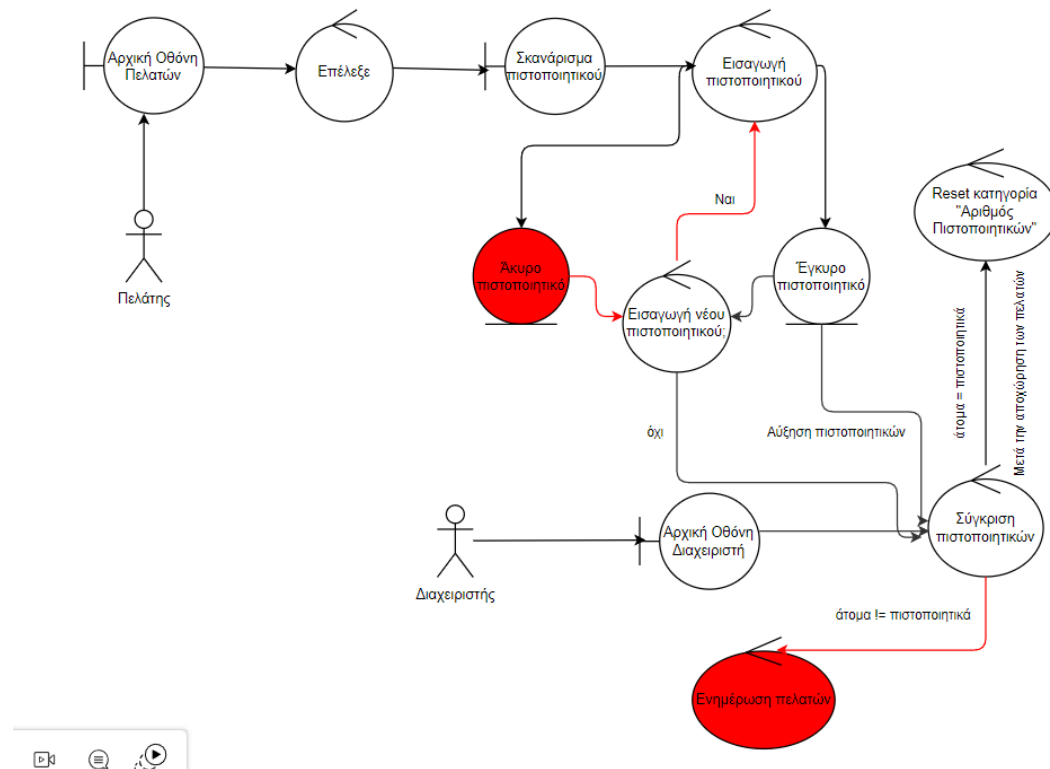 Αρχική Οθόνη
Πελατών
Επέλεξε
Σκανάρισμα
πιστοποιητικού
Εισαγωγή
πιστοποιητικού
Ναι
Reset κατηγορία
"Αριθμός
Πιστοποιητικών"
Πελάτης
Άκυρο
πιστοποιητικό
Εισαγωγή νέου
πιστοποιητικού;
Έγκυρο
πιστοποιητικό
άτομα = πιστοποιητικά
Μετά την αποχώρηση των πελατών
όχι
Αύξηση πιστοποιητικών
Διαχειριστής
Αρχική Οθόνη
Διαχειριστή
Σύγκριση
πιστοποιητικών
άτομα != πιστοποιητικά
Ενημέρωση πελατών